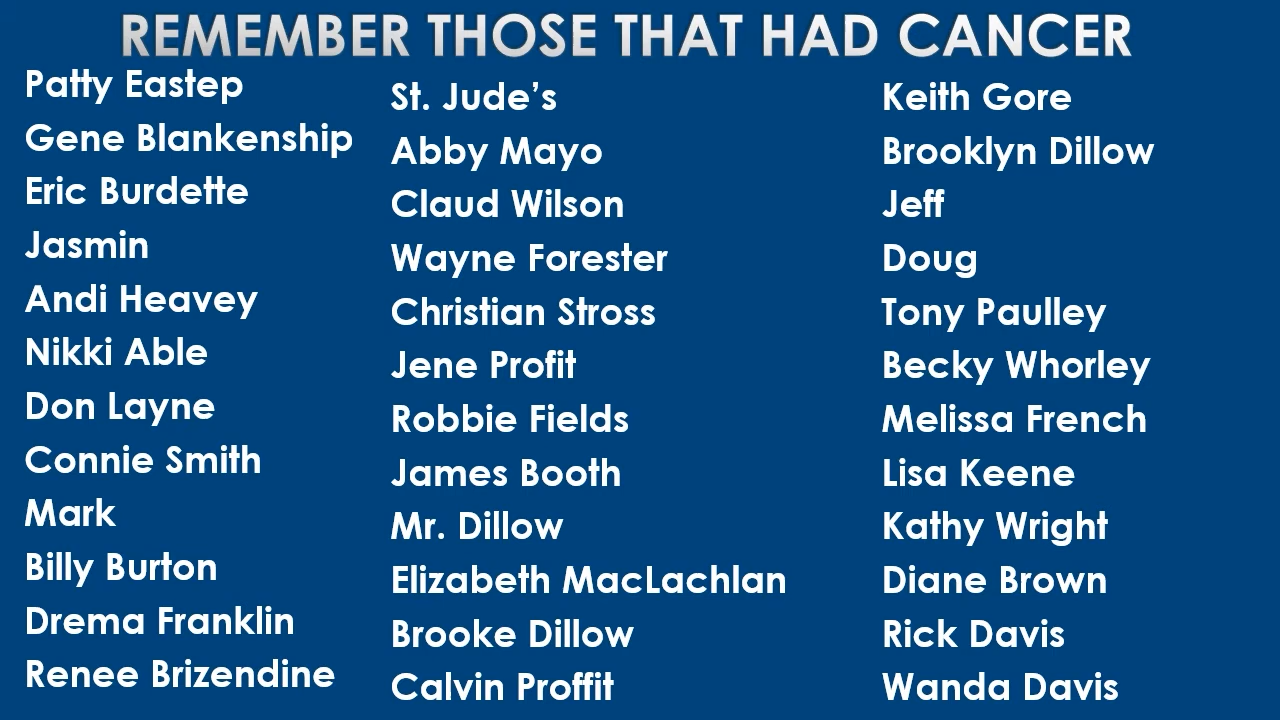 REMEMBER THOSE THAT HAD CANCER
Patty Eastep
Gene Blankenship
Eric Burdette
Jasmin
Andi Heavey
Nikki Able
Don Layne
Connie Smith
Mark
Billy Burton
Drema Franklin
Renee Brizendine
St. Jude’s
Abby Mayo
Claud Wilson
Wayne Forester
Christian Stross
Jene Profit
Robbie Fields
James Booth
Mr. Dillow
Elizabeth MacLachlan
Brooke Dillow
Calvin Proffit
Keith Gore
Brooklyn Dillow
Jeff
Doug
Tony Paulley
Becky Whorley
Melissa French
Lisa Keene
Kathy Wright
Diane Brown
Rick Davis
Wanda Davis